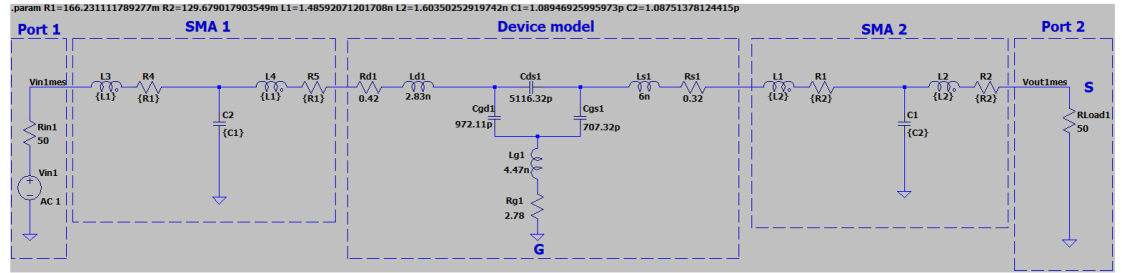 .param R1=166.231111789277m R2=129.679017903549m L1=1.48592071201708n L2=1.60350252919742n C1=1.08946925995973p C2=1.08751378124415p
Port 1
SMA 1
Device model
SMA 2
Port 2
Vin1mes
L3
{L1}
R4
{R1}
L4
{L1}
R5
{R1}
C2
{C1}
Rin1
50
Vin1
AC 1
Rd1
0.42
Ld1
2.83n
Cds1
5116.32p
Cgd1
972.11p
Cgs1
707.32p
Ls1
6n
Rs1
0.32
Lg1
4.47n
Rg1
2.78
G
L1
{L2}
R1
{R2}
L2
{L2}
R2
{R2}
C1
{C2}
Vout1mes
S
RLoad1
50